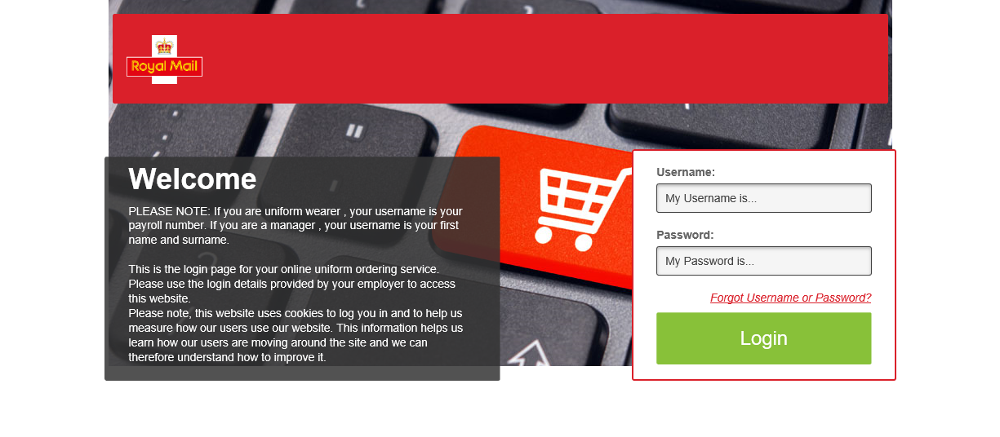 Royal Mail
Welcome
PLEASE NOTE: If you are uniform wearer , your username is your
payroll number. If you are a manager , your username is your first
name and surname.
This is the login page for your online uniform ordering service.
Please use the login details provided by your employer to access
this website.
Please note, this website uses cookies to log you in and to help us
measure how our users use our website. This information helps us
learn how our users are moving around the site and we can
therefore understand how to improve it.
Username:
My Username is...
Password:
My Password is...
Forgot Username or Password?
Login